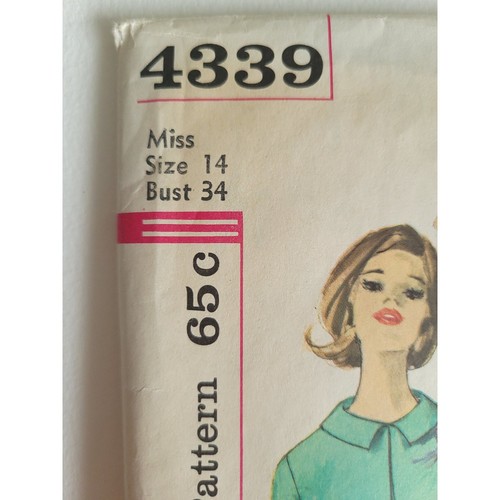 4339
Miss
Size 14
Bust 34
Pattern 65c